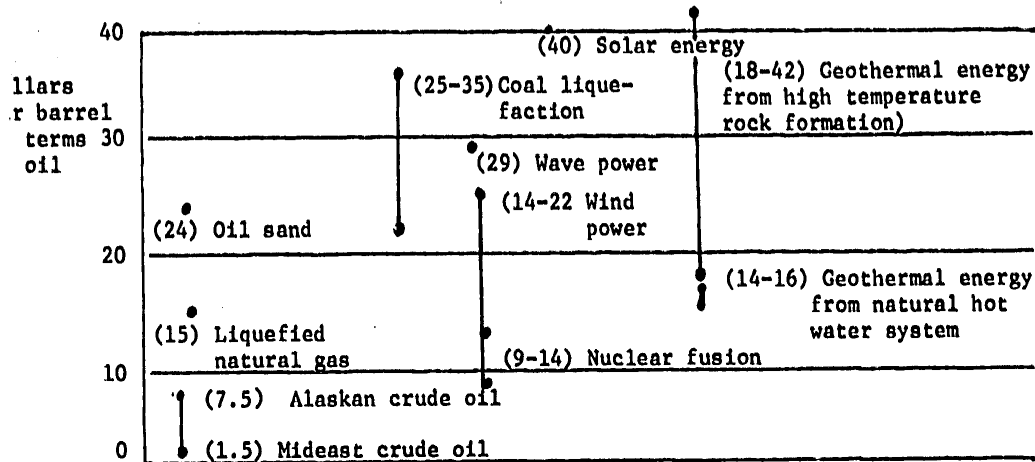 40
(40) Solar energy
llars
r barrel
terms
oil
(25-35) Coal lique-
faction
(18-42) Geothermal energy
from high temperature
rock formation)
30
(29) Wave power
(14-22 Wind
power
(24) Oil sand
20
(14-16) Geothermal energy
from natural hot
water system
(15) Liquefied
natural gas
(9-14) Nuclear fusion
10
(7.5) Alaskan crude oil
0
(1.5) Mideast crude oil